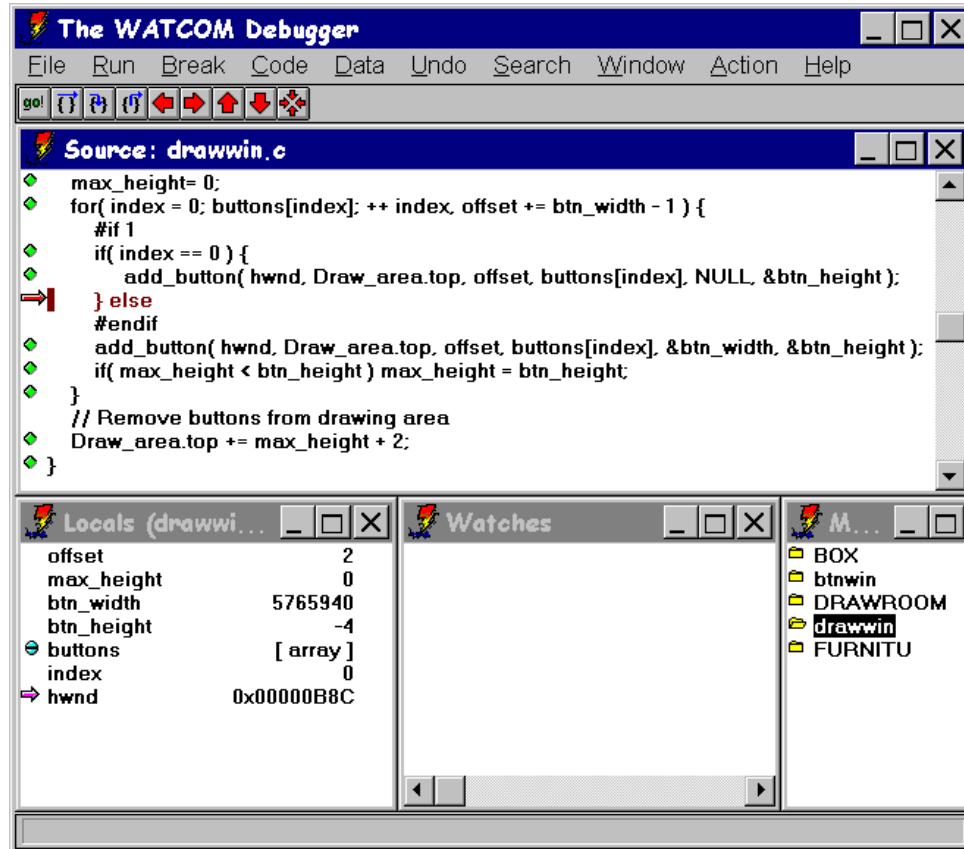 The WATCOM Debugger
File Run Break Code Data Undo Search Window Action Help
go!
Source: drawwin.c
max_height= 0;
for( index = 0; buttons[index]; ++ index, offset += btn_width - 1 ) {
#if 1
if( index == 0 ) {
add_button( hwnd, Draw_area.top, offset, buttons[index], NULL, &btn_height );
} else
#endif
add_button( hwnd, Draw_area.top, offset, buttons[index], &btn_width, &btn_height );
if( max_height < btn_height ) max_height = btn_height;
}
// Remove buttons from drawing area
Draw_area.top += max_height + 2;
}
Locals (drawwi...
offset 2
max_height 0
btn_width 5765940
btn_height -4
buttons [ array ]
index 0
hwnd 0x00000B8C
Watches
M...
BOX
btnwin
DRAWROOM
drawwin
FURNITU